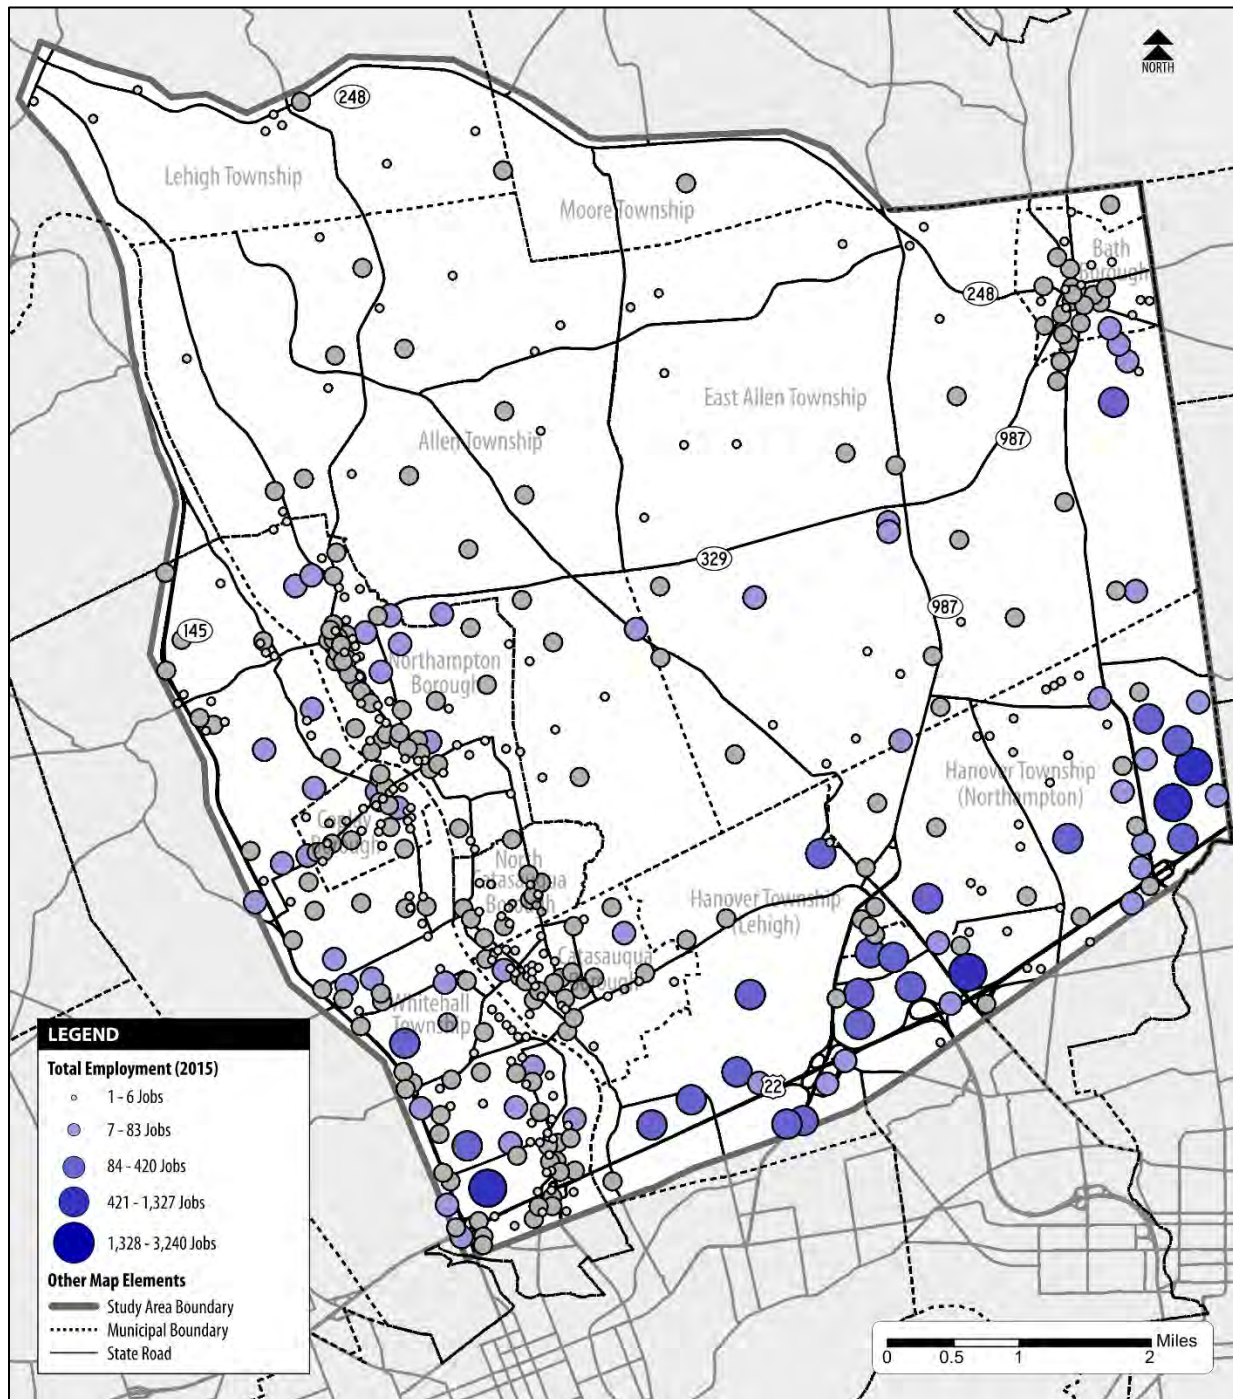 NORTH
248
Lehigh Township
Moore Township
Bath
Borough
248
East Allen Township
987
Allen Township
329
987
145
Northampton
Borough
Hanover Township
(Northampton)
Coplay
Borough
North
Catasauqua
Borough
Hanover Township
(Lehigh)
Catasauqua
Borough
Whitehall
Township
22
LEGEND
Total Employment (2015)
1 - 6 Jobs
7 - 83 Jobs
84 - 420 Jobs
421 - 1,327 Jobs
1,328 - 3,240 Jobs
Other Map Elements
Study Area Boundary
Municipal Boundary
State Road
Miles
0 0.5 1 2